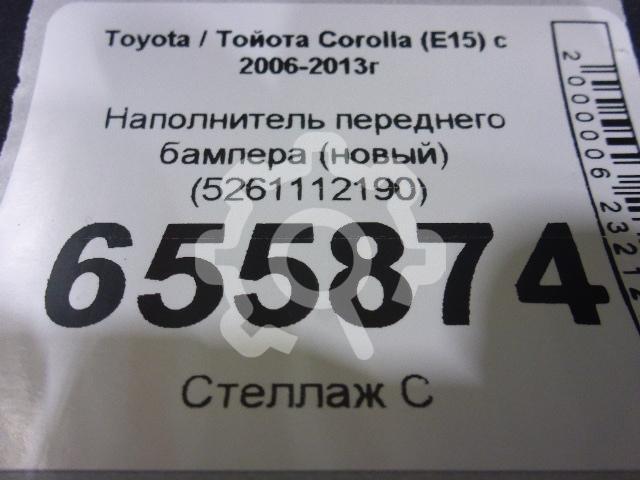 Toyota / Тойота Corolla (E15) с
2006-2013г
Наполнитель переднего
бампера (новый)
(5261112190)
655874
Стеллаж С